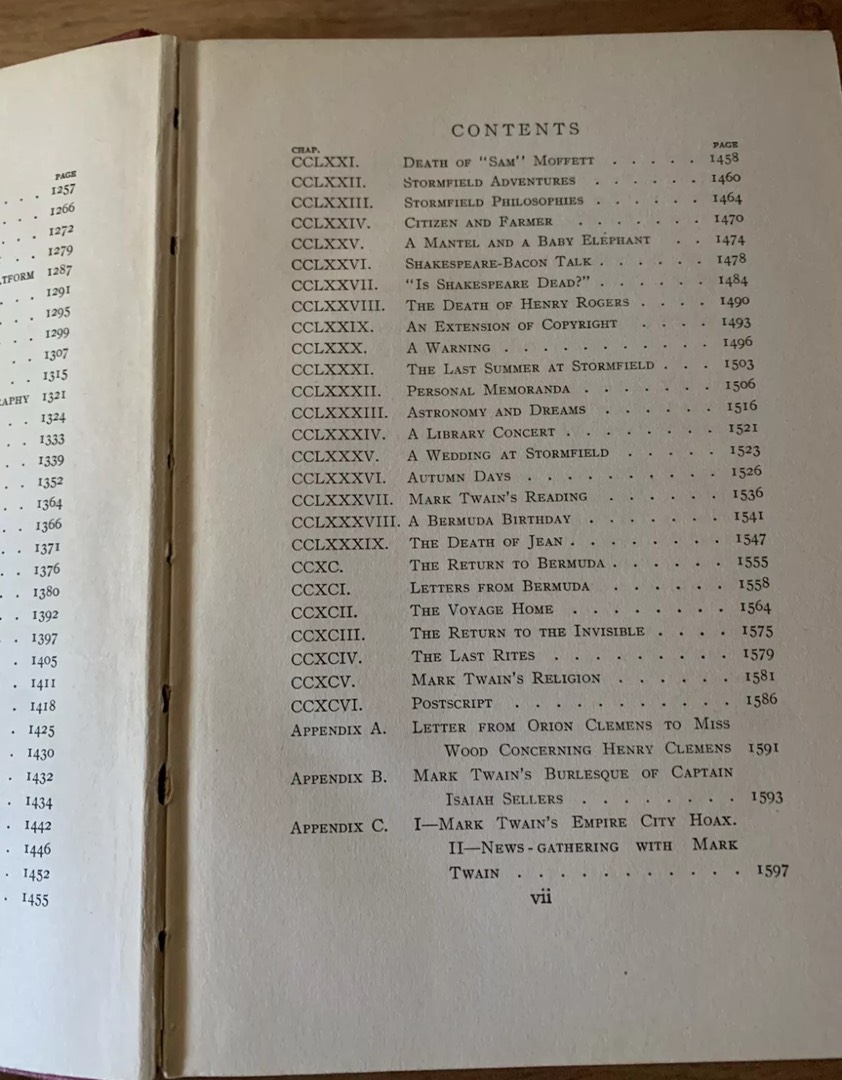 PAGE
. . . 1257
. . . 1266
. . . 1272
. . . 1279
TFORM 1287
. . . 1291
. . . 1295
. . . 1299
. . . 1307
. . 1315
APHY 1321
. . 1324
. . 1333
. . 1339
. . 1352
. . 1364
. . 1366
. . 1371
. . 1376
. . 1380
. . 1392
. . 1397
. 1405
. 1411
. 1418
. 1425
. 1430
. 1432
. 1434
. 1442
. 1446
. 1452
. 1455
CONTENTS
CHAP. PAGE
CCLXXI. Death of "Sam" Moffett . . . . . 1458
CCLXXII. Stormfield Adventures . . . . . . 1460
CCLXXIII. Stormfield Philosophies . . . . . . 1464
CCLXXIV. Citizen and Farmer . . . . . . . 1470
CCLXXV. A Mantel and a Baby Elephant . . 1474
CCLXXVI. Shakespeare-Bacon Talk . . . . . . 1478
CCLXXVII. "Is Shakespeare Dead?" . . . . . . 1484
CCLXXVIII. The Death of Henry Rogers . . . . 1490
CCLXXIX. An Extension of Copyright . . . . 1493
CCLXXX. A Warning . . . . . . . . . . 1496
CCLXXXI. The Last Summer at Stormfield . . . 1503
CCLXXXII. Personal Memoranda . . . . . . . 1506
CCLXXXIII. Astronomy and Dreams . . . . . . 1516
CCLXXXIV. A Library Concert . . . . . . . . 1521
CCLXXXV. A Wedding at Stormfield . . . . . 1523
CCLXXXVI. Autumn Days . . . . . . . . . 1526
CCLXXXVII. Mark Twain's Reading . . . . . . 1536
CCLXXXVIII. A Bermuda Birthday . . . . . . . 1541
CCLXXXIX. The Death of Jean . . . . . . . . 1547
CCXC. The Return to Bermuda . . . . . . 1555
CCXCI. Letters from Bermuda . . . . . . 1558
CCXCII. The Voyage Home . . . . . . . . 1564
CCXCIII. The Return to the Invisible . . . . 1575
CCXCIV. The Last Rites . . . . . . . . . 1579
CCXCV. Mark Twain's Religion . . . . . . 1581
CCXCVI. Postscript . . . . . . . . . . . 1586
Appendix A. Letter from Orion Clemens to Miss
Wood Concerning Henry Clemens 1591
Appendix B. Mark Twain's Burlesque of Captain
Isaiah Sellers . . . . . . . . 1593
Appendix C. I—Mark Twain's Empire City Hoax.
II—News-gathering with Mark
Twain . . . . . . . . . . . 1597
vii